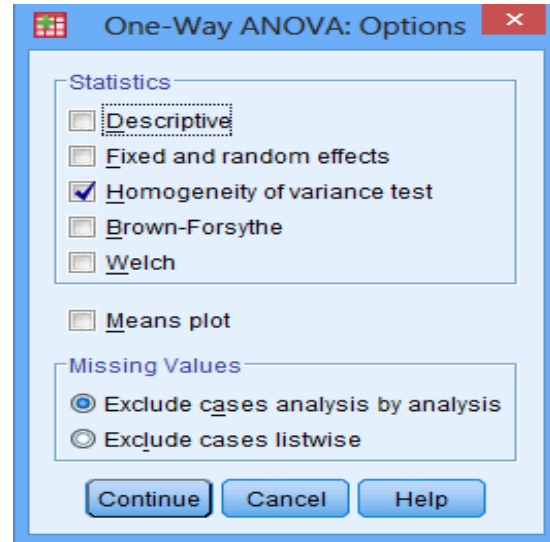 One-Way ANOVA: Options
Statistics
Descriptive
Fixed and random effects
Homogeneity of variance test
Brown-Forsythe
Welch
Means plot
Missing Values
Exclude cases analysis by analysis
Exclude cases listwise
Continue Cancel Help